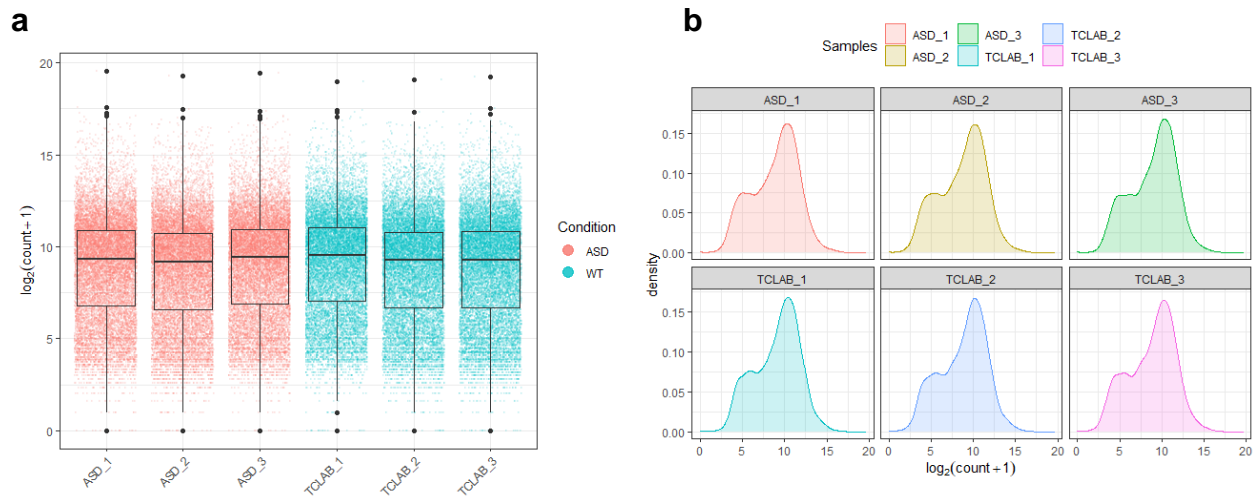 a
20
15
10
5
0
log₂(count+1)
ASD_1
ASD_2
ASD_3
TCLAB_1
TCLAB_2
TCLAB_3
Condition
ASD
WT
b
Samples
ASD_1 ASD_3 TCLAB_2
ASD_2 TCLAB_1 TCLAB_3
ASD_1 ASD_2 ASD_3
0.15
0.10
0.05
0.00
density
TCLAB_1 TCLAB_2 TCLAB_3
0.15
0.10
0.05
0.00
0 5 10 15 20 0 5 10 15 20 0 5 10 15 20
log₂(count+1)